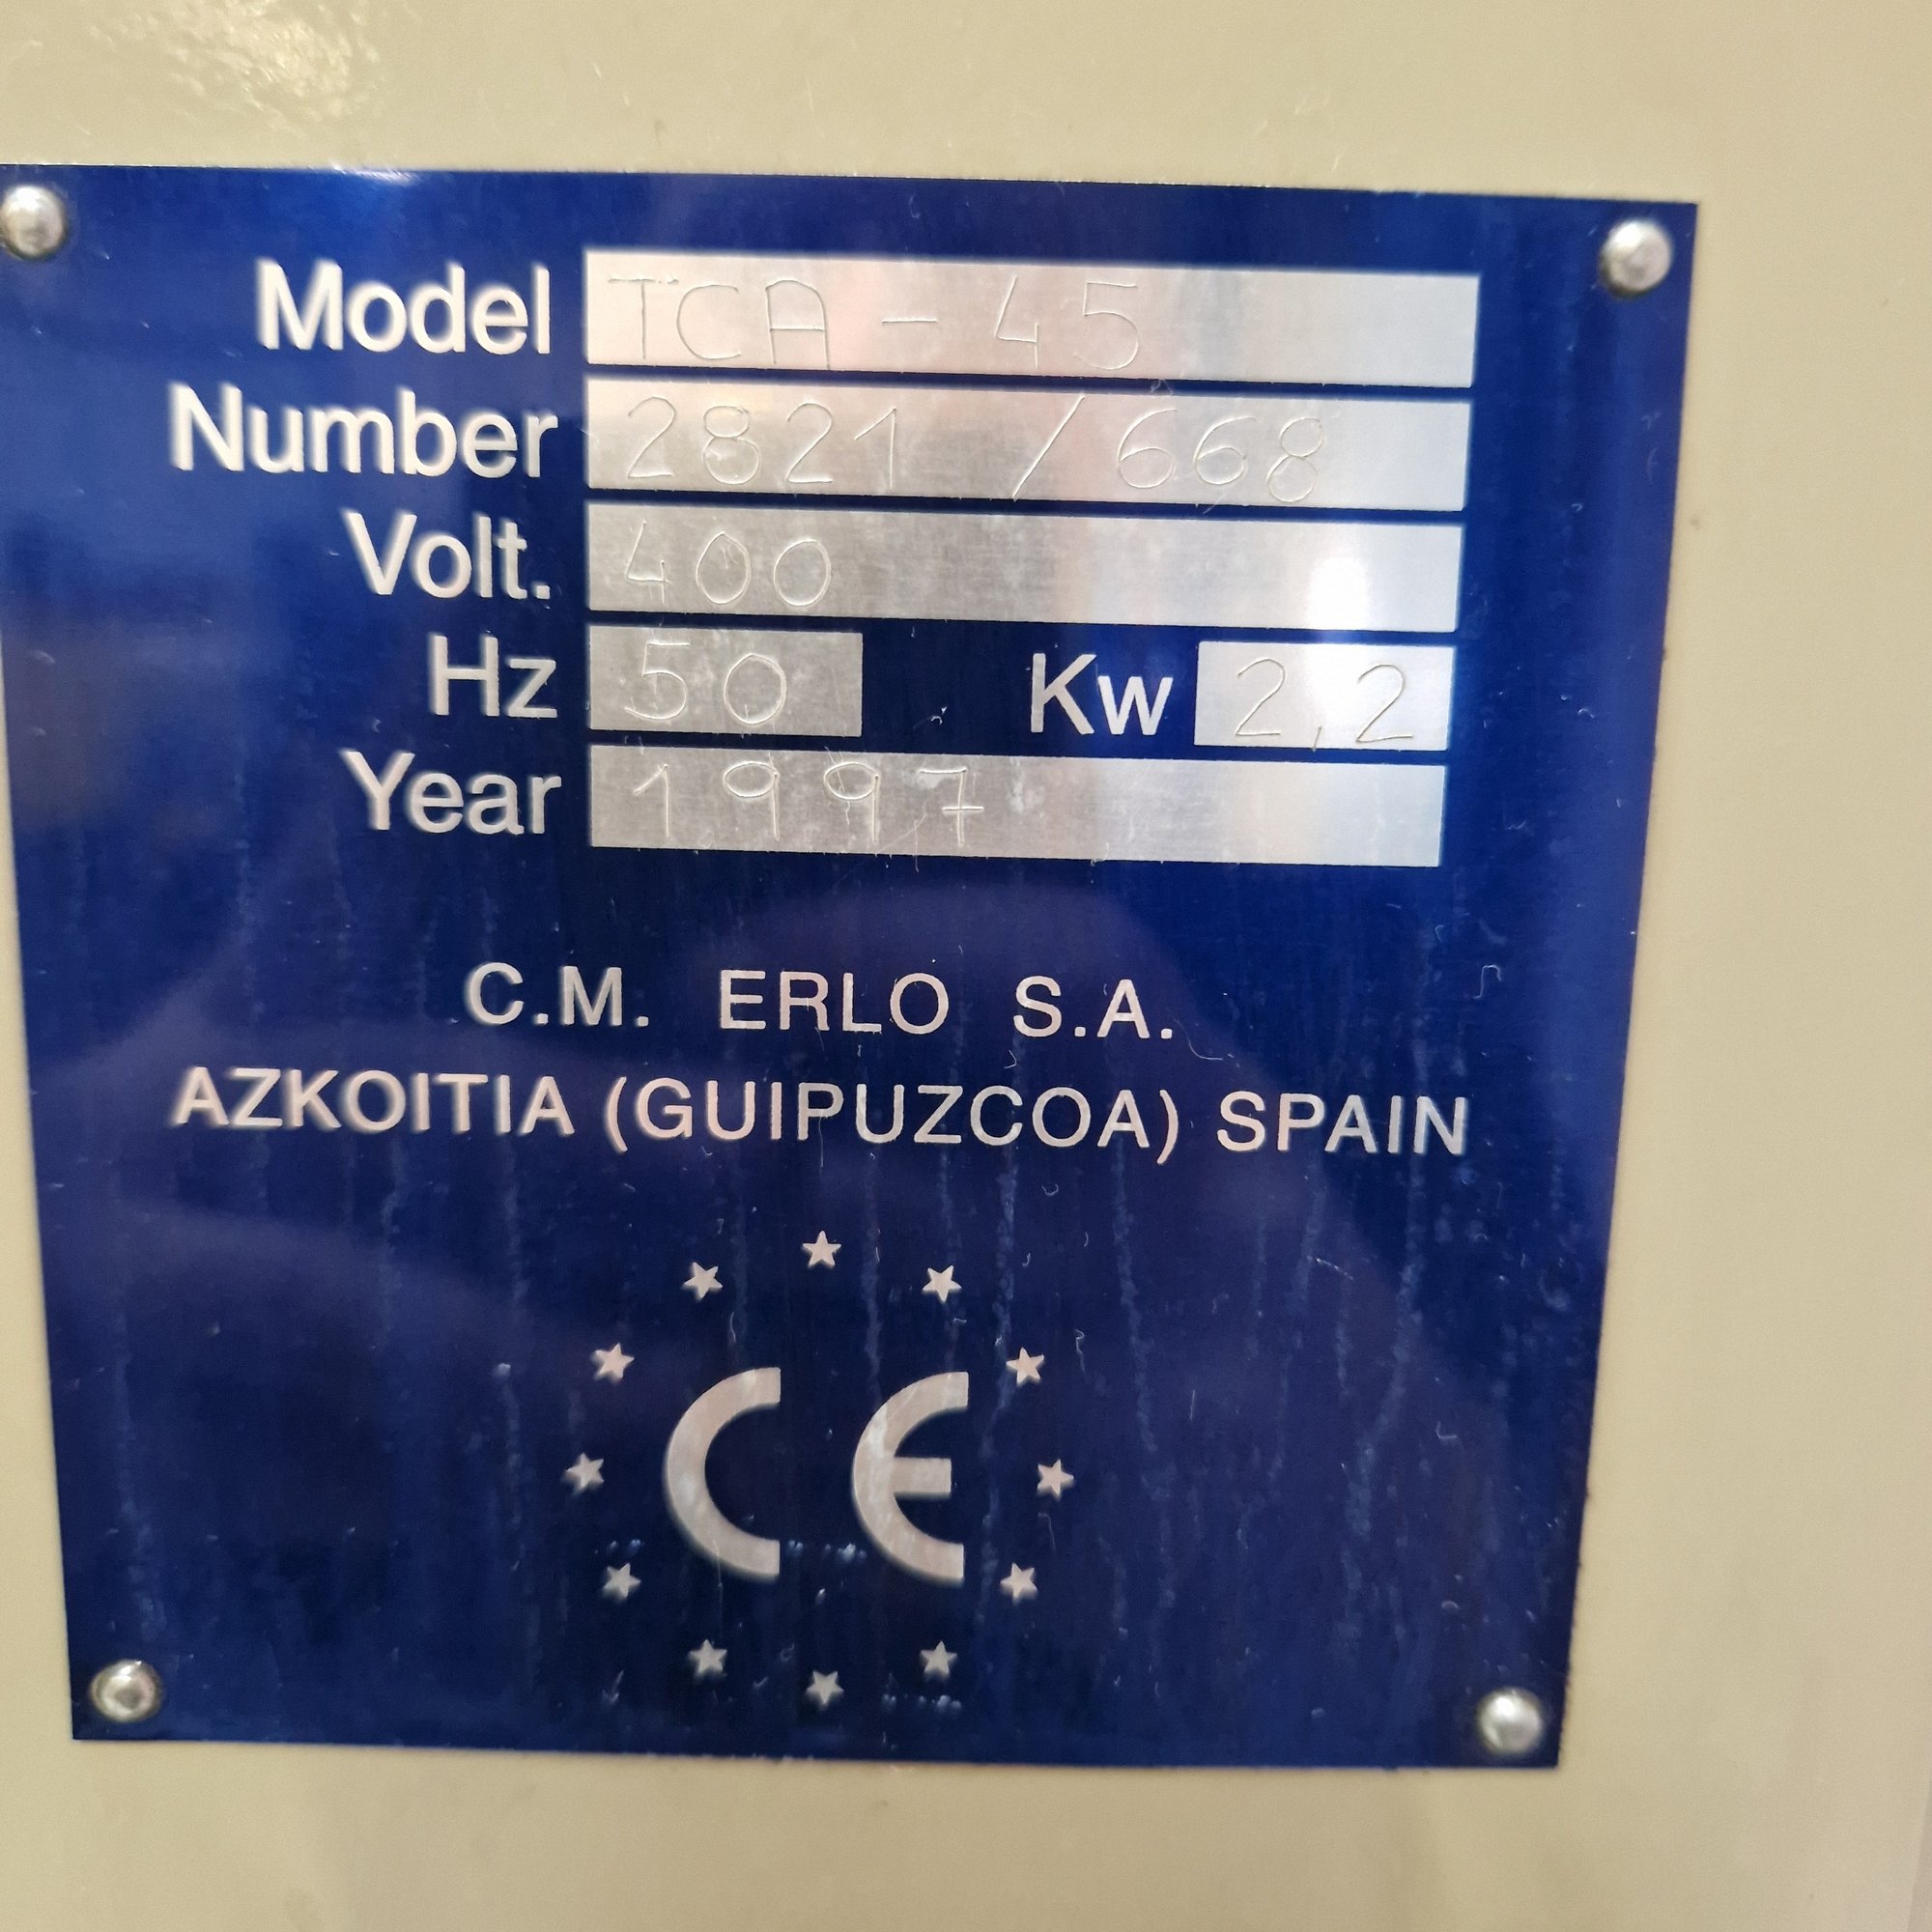 Model TCA-45
Number 2821/668
Volt. 400
Hz 50 Kw 2,2
Year 1997
C.M. ERLO S.A.
AZKOITIA (GUIPUZCOA) SPAIN
CE